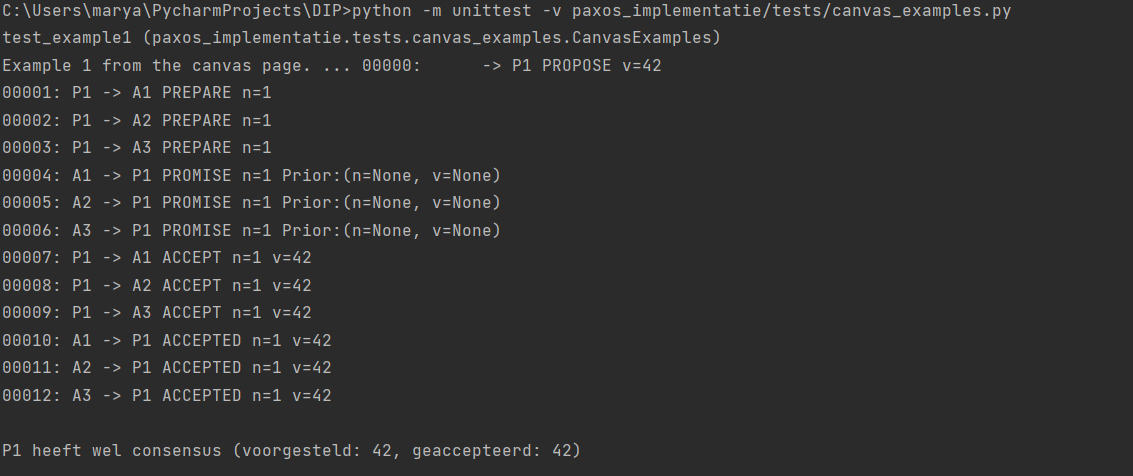 C:\Users\marya\PycharmProjects\DIP>python -m unittest -v paxos_implementatie/tests/canvas_examples.py
test_example1 (paxos_implementatie.tests.canvas_examples.CanvasExamples)
Example 1 from the canvas page. ... 00000:      -> P1 PROPOSE v=42
00001: P1 -> A1 PREPARE n=1
00002: P1 -> A2 PREPARE n=1
00003: P1 -> A3 PREPARE n=1
00004: A1 -> P1 PROMISE n=1 Prior:(n=None, v=None)
00005: A2 -> P1 PROMISE n=1 Prior:(n=None, v=None)
00006: A3 -> P1 PROMISE n=1 Prior:(n=None, v=None)
00007: P1 -> A1 ACCEPT n=1 v=42
00008: P1 -> A2 ACCEPT n=1 v=42
00009: P1 -> A3 ACCEPT n=1 v=42
00010: A1 -> P1 ACCEPTED n=1 v=42
00011: A2 -> P1 ACCEPTED n=1 v=42
00012: A3 -> P1 ACCEPTED n=1 v=42
P1 heeft wel consensus (voorgesteld: 42, geaccepteerd: 42)